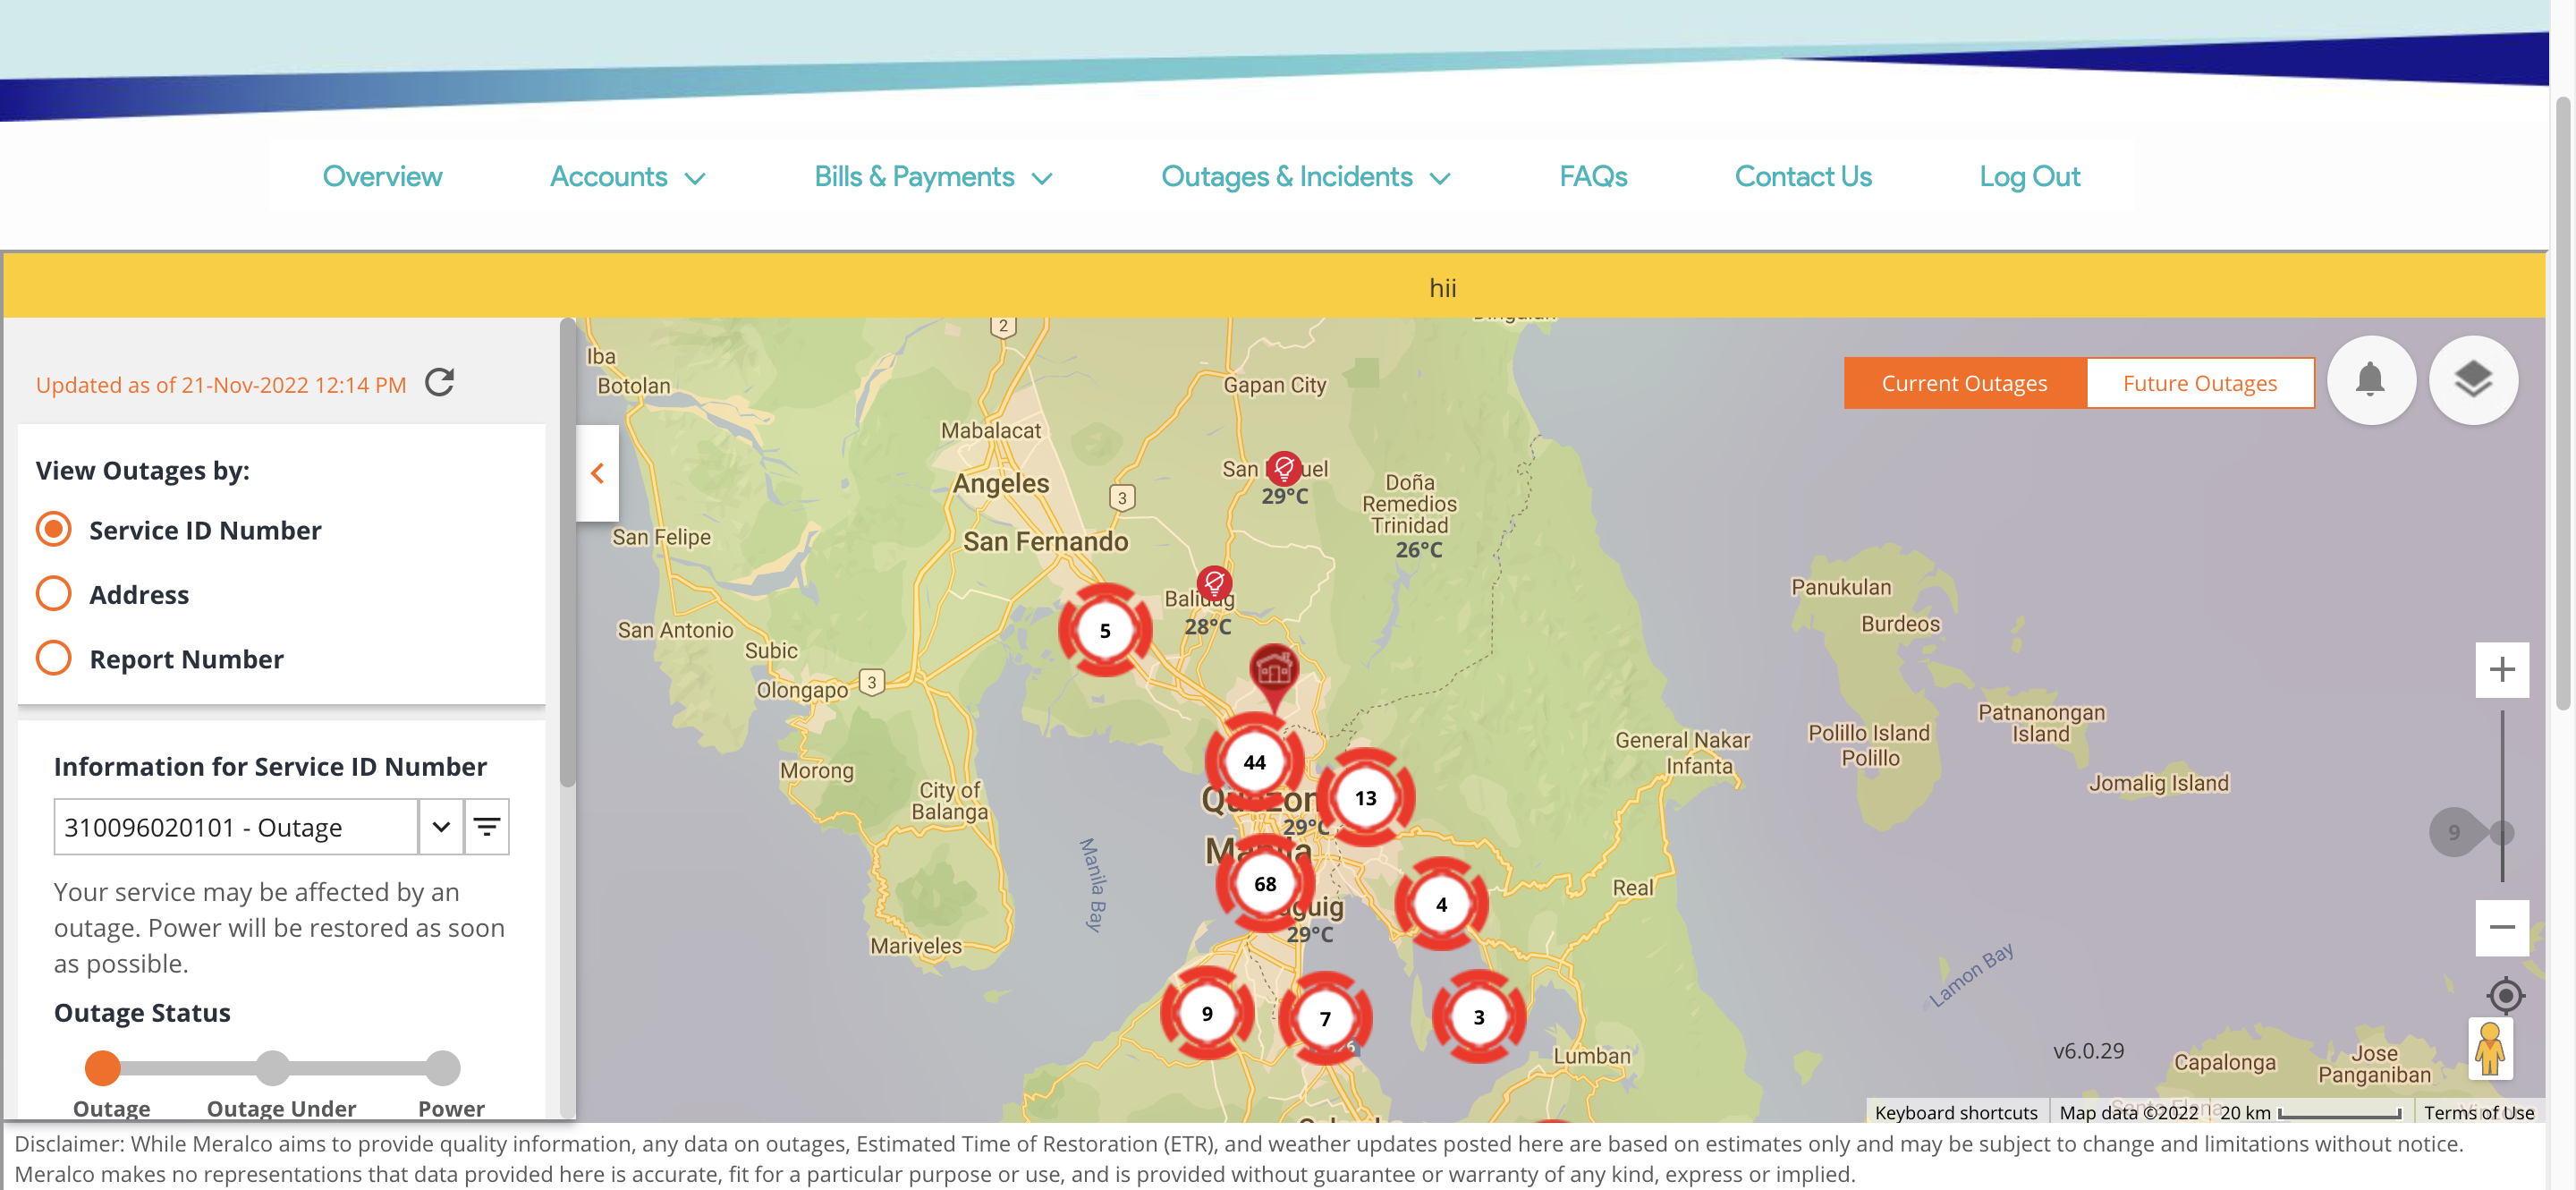 Overview
Accounts
Bills & Payments
Outages & Incidents
FAQs
Contact Us
Log Out
hii
Updated as of 21-Nov-2022 12:14 PM
View Outages by:
Service ID Number
Address
Report Number
Information for Service ID Number
310096020101 - Outage
Your service may be affected by an
outage. Power will be restored as soon
as possible.
Outage Status
Outage
Outage Under
Power
Current Outages
Future Outages
2
Iba
Botolan
Gapan City
Mabalacat
Angeles
3
San
uel
29°C
Doña
Remedios
Trinidad
26°C
San Felipe
San Fernando
Baliuag
28°C
5
San Antonio
Subic
Olongapo
3
Panukulan
Burdeos
Patnanongan
Island
Polillo Island
Polillo
Jomalig Island
General Nakar
Infanta
44
13
Morong
City of
Balanga
29°C
Manila
Manila Bay
68
4
Real
guig
29°C
Mariveles
9
7
3
Lumban
Lamon Bay
9
v6.0.29
Capalonga
Jose
Panganiban
Keyboard shortcuts
Map data ©2022
20 km
Terms of Use
Disclaimer: While Meralco aims to provide quality information, any data on outages, Estimated Time of Restoration (ETR), and weather updates posted here are based on estimates only and may be subject to change and limitations without notice.
Meralco makes no representations that data provided here is accurate, fit for a particular purpose or use, and is provided without guarantee or warranty of any kind, express or implied.